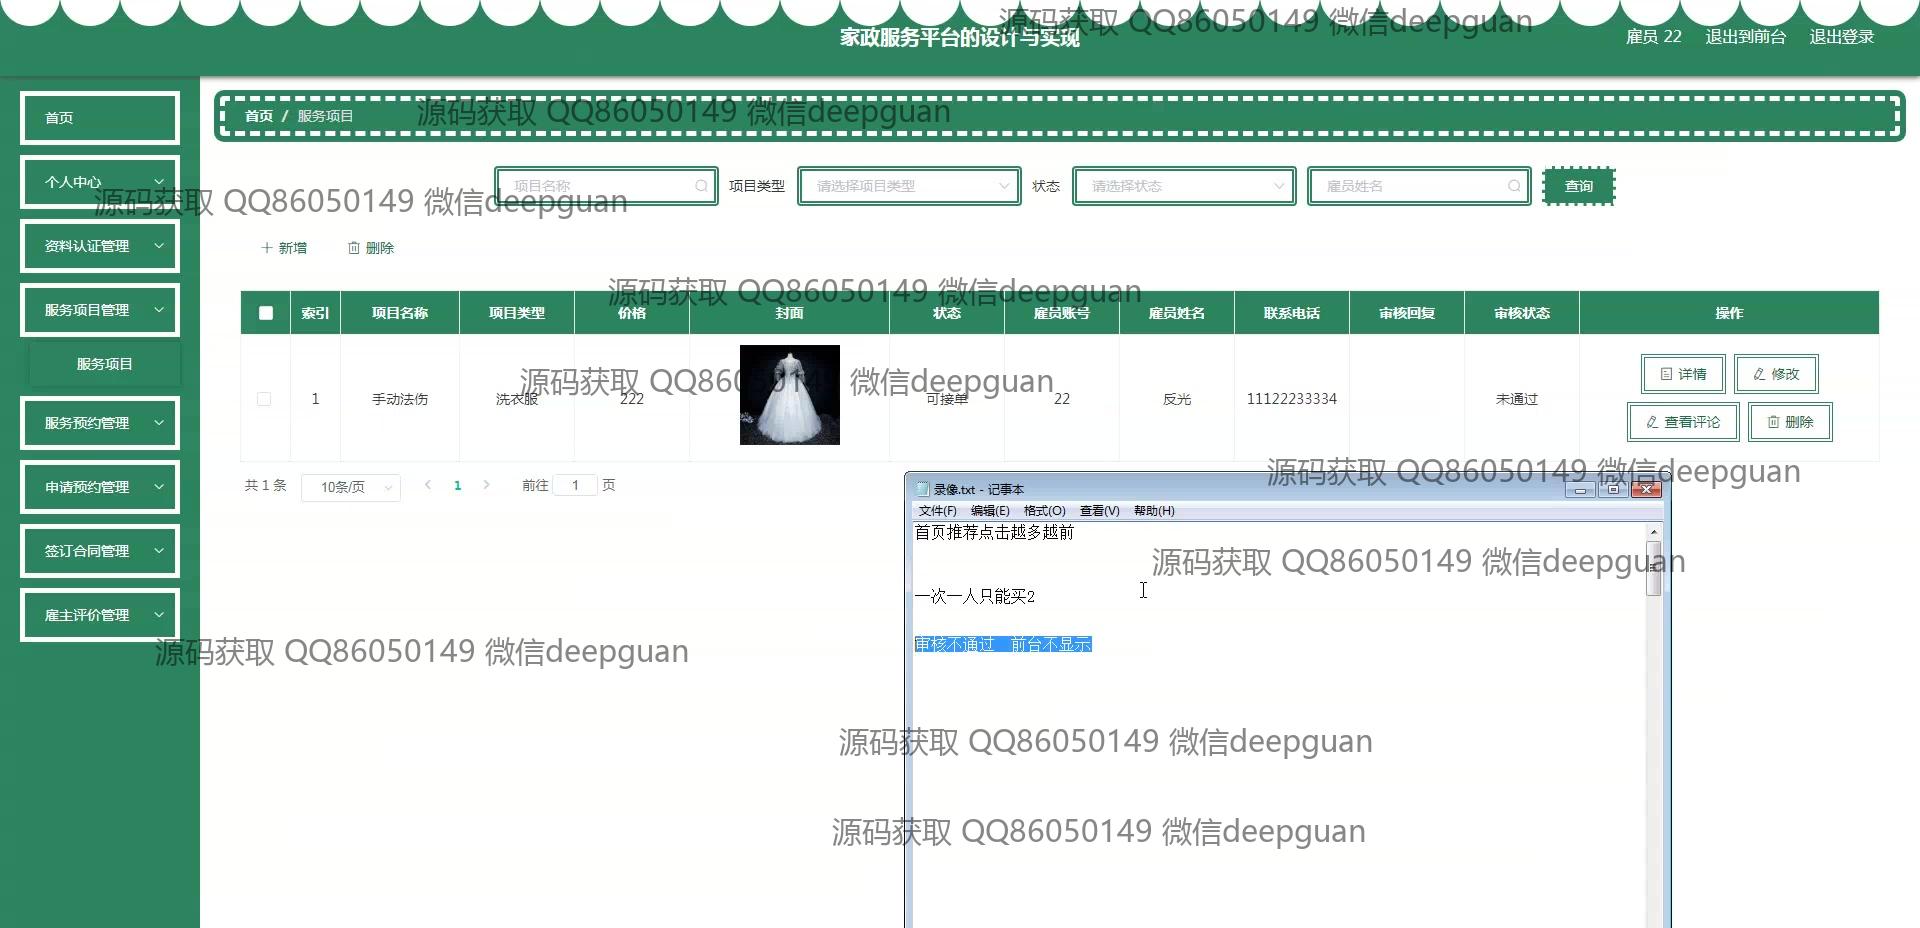 源码获取 QQ86050149 微信deepguan
家政服务平台的设计与实现
雇员 22 退出到前台 退出登录
首页
个人中心
资料认证管理
服务项目管理
服务项目
服务预约管理
申请预约管理
签订合同管理
雇主评价管理
首页 / 服务项目
源码获取 QQ86050149 微信deepguan
项目名称 项目类型 请选择项目类型 状态 请选择状态 雇员姓名 查询
源码获取 QQ86050149 微信deepguan
新增 删除
源码获取 QQ86050149 微信deepguan
索引 项目名称 项目类型 价格 封面 状态 雇员账号 雇员姓名 联系电话 审核回复 审核状态 操作
1 手动法伤 洗衣服 222 可接单 22 反光 11122233334 未通过
详情 修改
查看评论 删除
源码获取 QQ86050149 微信deepguan
共 1 条 10条/页 1 前往 1 页
源码获取 QQ86050149 微信deepguan
录像.txt - 记事本
文件(F) 编辑(E) 格式(O) 查看(V) 帮助(H)
首页推荐点击越多越前
源码获取 QQ86050149 微信deepguan
一次一人只能买2
审核不通过 前台不显示
源码获取 QQ86050149 微信deepguan
源码获取 QQ86050149 微信deepguan
源码获取 QQ86050149 微信deepguan